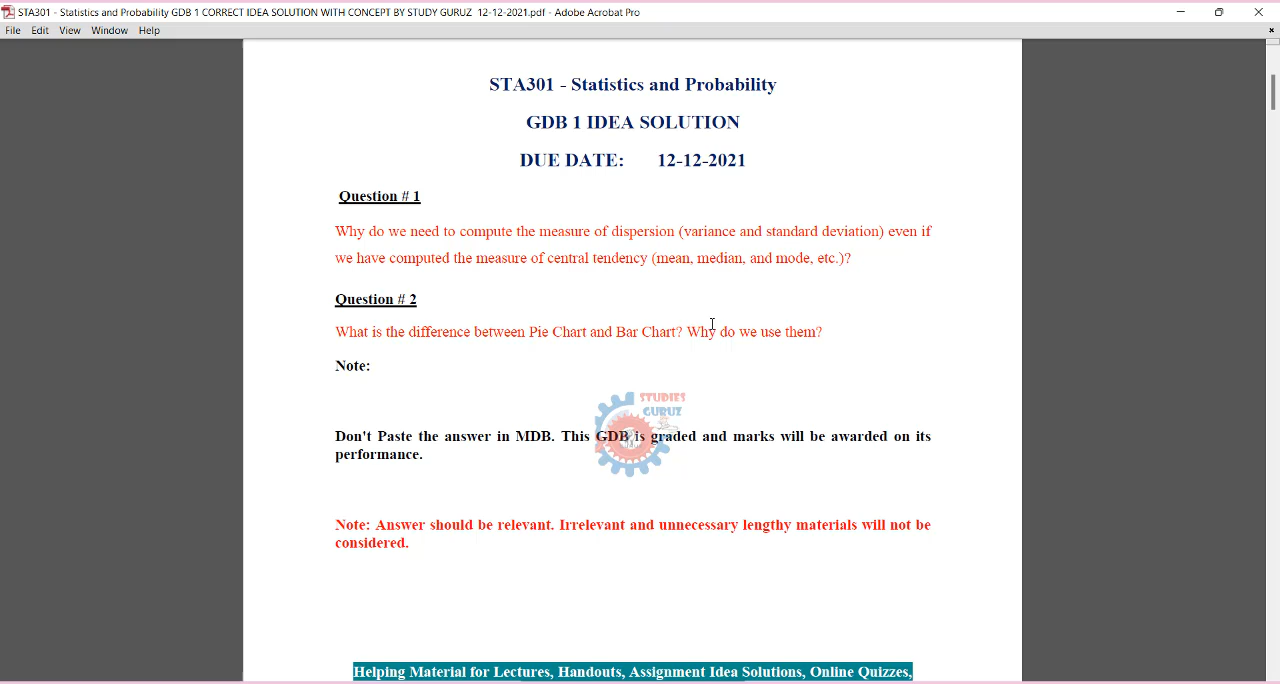 STA301 - Statistics and Probability GDB 1 CORRECT IDEA SOLUTION WITH CONCEPT BY STUDY GURUZ 12-12-2021.pdf - Adobe Acrobat Pro
File Edit View Window Help
STA301 - Statistics and Probability
GDB 1 IDEA SOLUTION
DUE DATE: 12-12-2021
Question # 1
Why do we need to compute the measure of dispersion (variance and standard deviation) even if
we have computed the measure of central tendency (mean, median, and mode, etc.)?
Question # 2
What is the difference between Pie Chart and Bar Chart? Why do we use them?
Note:
STUDIES
GURUZ
Don't Paste the answer in MDB. This GDB is graded and marks will be awarded on its
performance.
Note: Answer should be relevant. Irrelevant and unnecessary lengthy materials will not be
considered.
Helping Material for Lectures, Handouts, Assignment Idea Solutions, Online Quizzes,